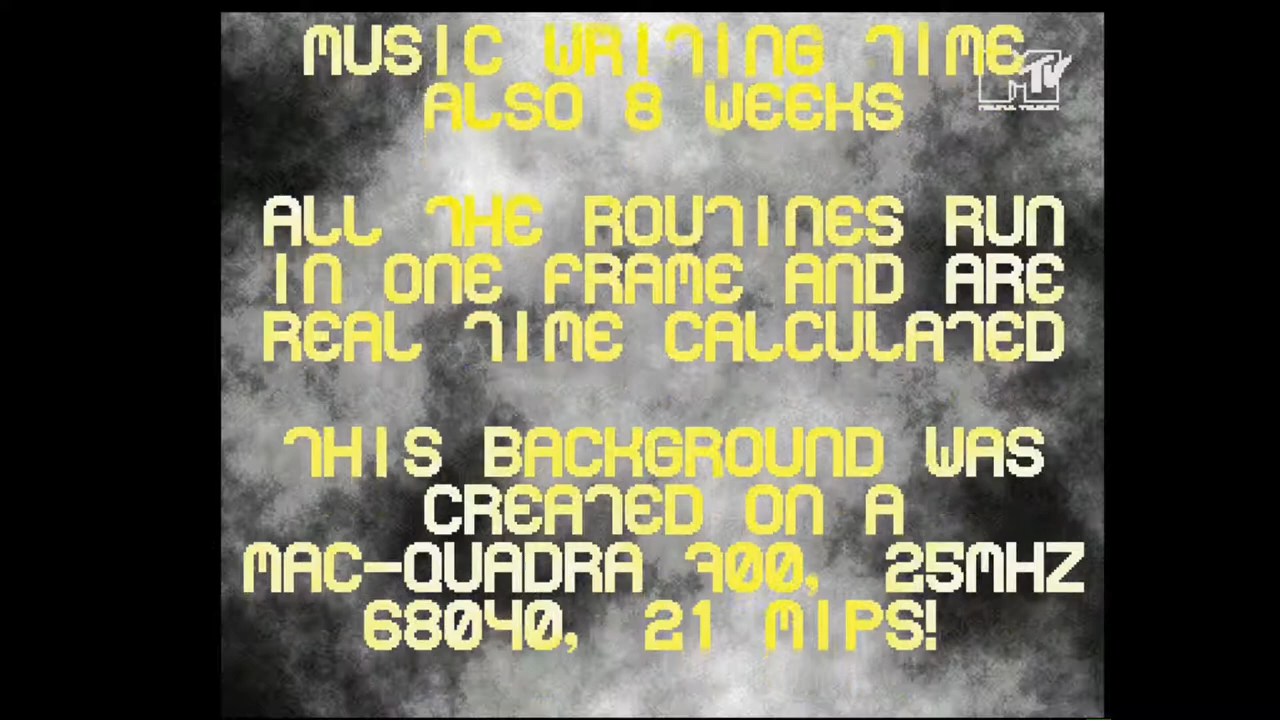 MUSIC WRITING TIME
ALSO 8 WEEKS
MTV
ALL THE ROUTINES RUN
IN ONE FRAME AND ARE
REAL TIME CALCULATED
THIS BACKGROUND WAS
CREATED ON A
MAC-QUADRA 700, 25MHZ
68040, 21 MIPS!